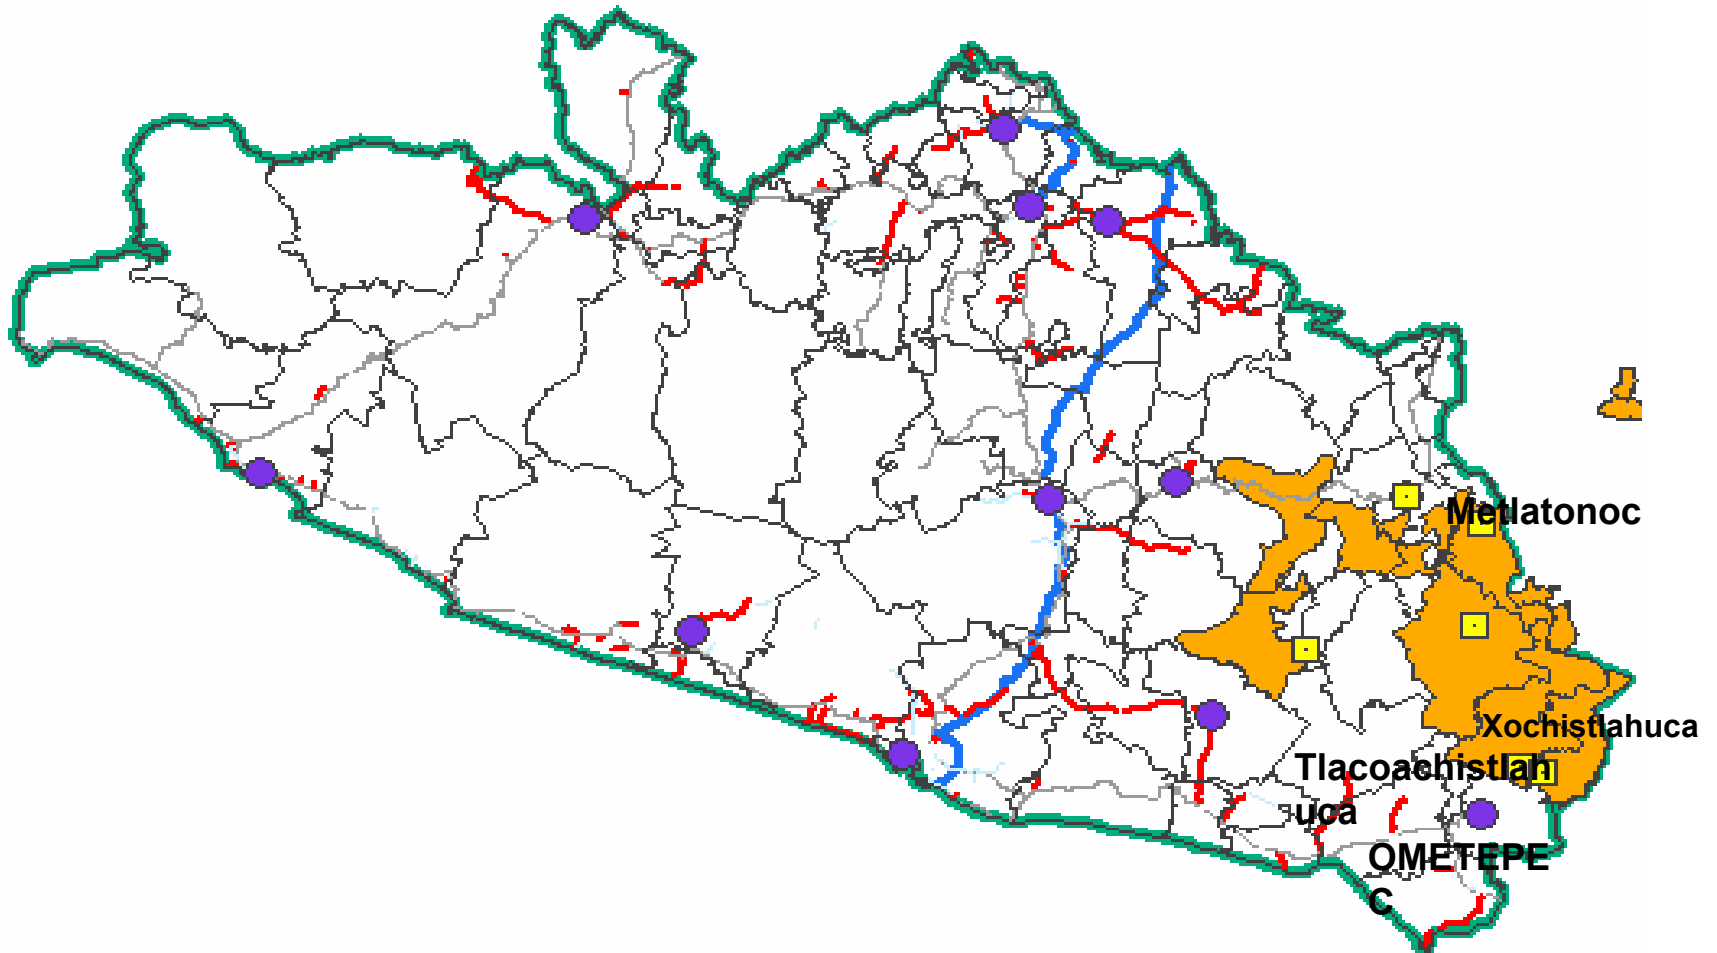 Metlatonoc
Xochistlahuca
Tlacoachistlah
uca
OMETEPE
C